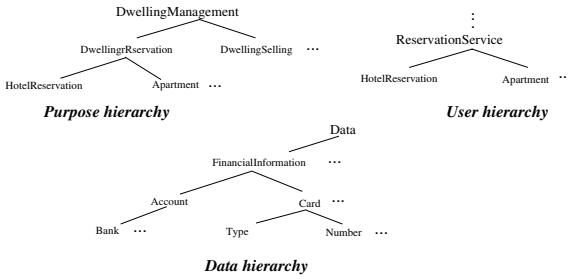 DwellingManagement
DwellingrRservation DwellingSelling ...
HotelReservation Apartment ...
Purpose hierarchy
ReservationService
HotelReservation Apartment ...
User hierarchy
Data
FinancialInformation ...
Account Card ...
Bank ... Type Number ...
Data hierarchy